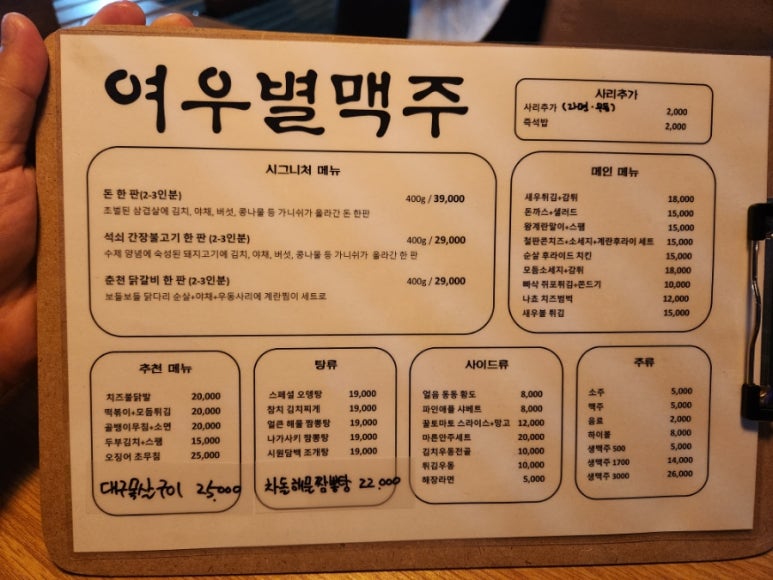 여우별맥주
사리추가
사리추가 (라면·우동) 2,000
즉석밥 2,000
시그니처 메뉴
돈 한 판(2-3인분) 400g / 39,000
초벌된 삼겹살에 김치, 야채, 버섯, 콩나물 등 가니쉬가 올라간 돈 한판
석쇠 간장불고기 한 판 (2-3인분) 400g / 29,000
수제 양념에 숙성된 돼지고기에 김치, 야채, 버섯, 콩나물 등 가니쉬가 올라간 한 판
춘천 닭갈비 한 판 (2-3인분) 400g / 29,000
보들보들 닭다리 순살+야채+우동사리에 계란찜이 세트로
메인 메뉴
새우튀김+감튀 18,000
돈까스+샐러드 15,000
왕계란말이+스팸 15,000
철판콘치즈+소세지+계란후라이 세트 15,000
순살 후라이드 치킨 15,000
모듬소세지+감튀 18,000
빠삭 쥐포튀김+쫀드기 10,000
나쵸 치즈범벅 12,000
새우볼 튀김 15,000
추천 메뉴
치즈불닭발 20,000
떡볶이+모듬튀김 20,000
골뱅이무침+소면 20,000
두부김치+스팸 15,000
오징어 초무침 25,000
대구뽈살구이 25,000
탕류
스페셜 오뎅탕 19,000
참치 김치찌개 19,000
얼큰 해물 짬뽕탕 19,000
나가사키 짬뽕탕 19,000
시원담백 조개탕 19,000
차돌해물짬뽕탕 22,000
사이드류
얼음 동동 황도 8,000
파인애플 샤베트 8,000
꿀토마토 스라이스+망고 12,000
마른안주세트 20,000
김치우동전골 10,000
튀김우동 10,000
해장라면 5,000
주류
소주 5,000
맥주 5,000
음료 2,000
하이볼 8,000
생맥주 500 5,000
생맥주 1700 14,000
생맥주 3000 26,000